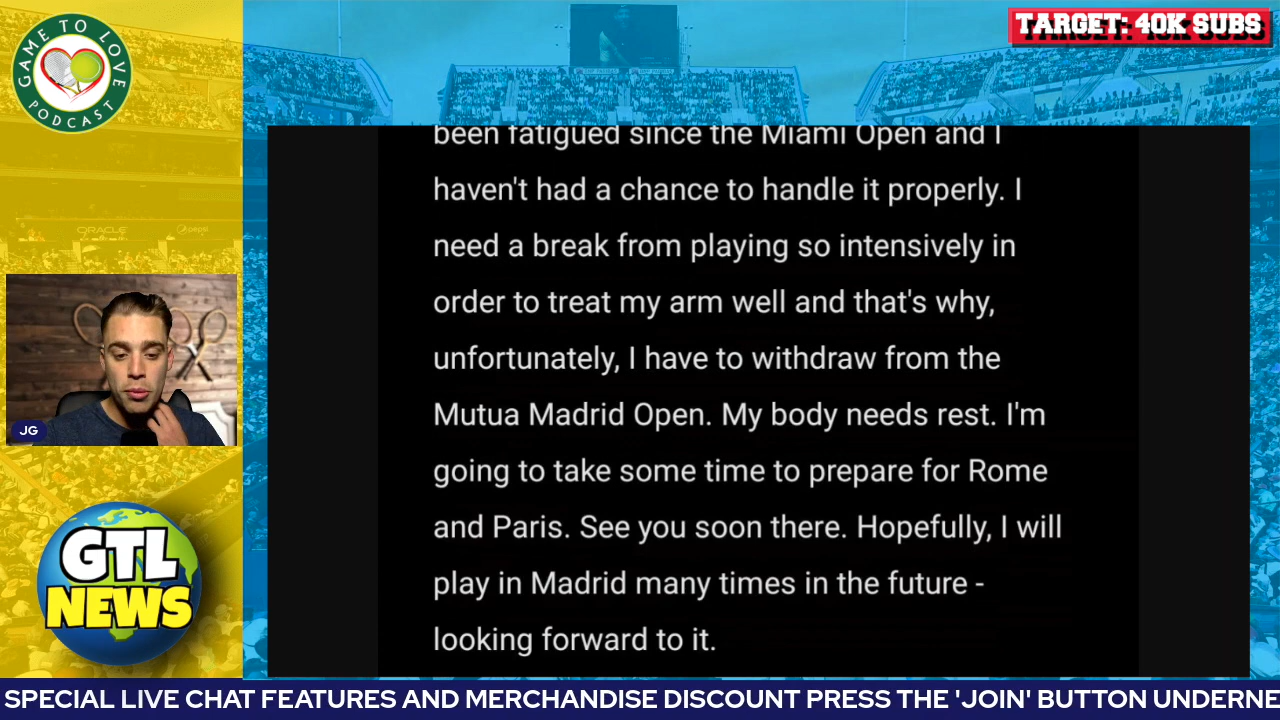 GAME TO LOVE
PODCAST
TARGET: 40K SUBS
been fatigued since the Miami Open and I
haven't had a chance to handle it properly. I
need a break from playing so intensively in
order to treat my arm well and that's why,
unfortunately, I have to withdraw from the
Mutua Madrid Open. My body needs rest. I'm
going to take some time to prepare for Rome
and Paris. See you soon there. Hopefully, I will
play in Madrid many times in the future -
looking forward to it.
ORACLE
pepsi
JG
GTL
NEWS
SPECIAL LIVE CHAT FEATURES AND MERCHANDISE DISCOUNT PRESS THE 'JOIN' BUTTON UNDERNE